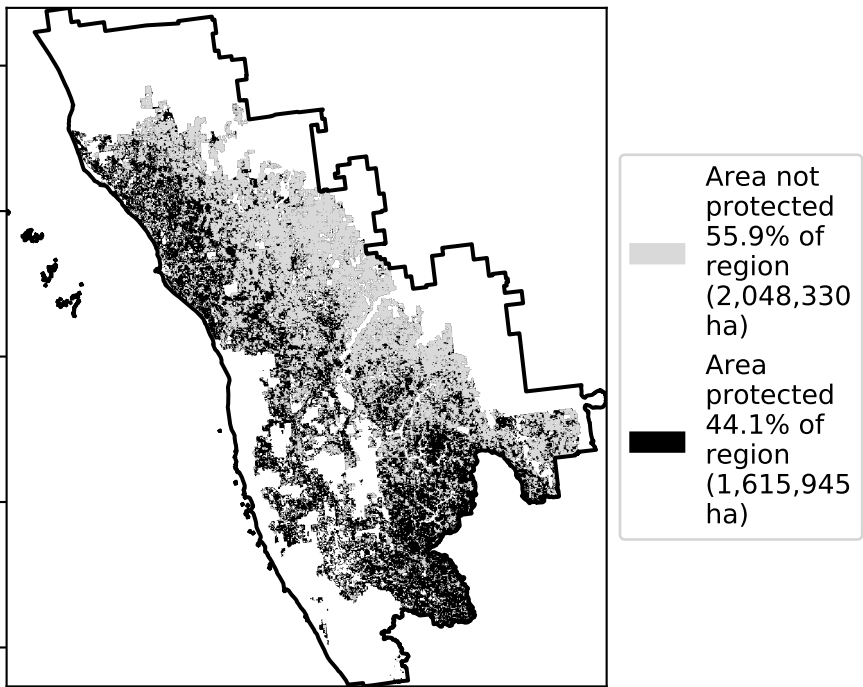 Area not
protected
55.9% of
region
(2,048,330
ha)
Area
protected
44.1% of
region
(1,615,945
ha)